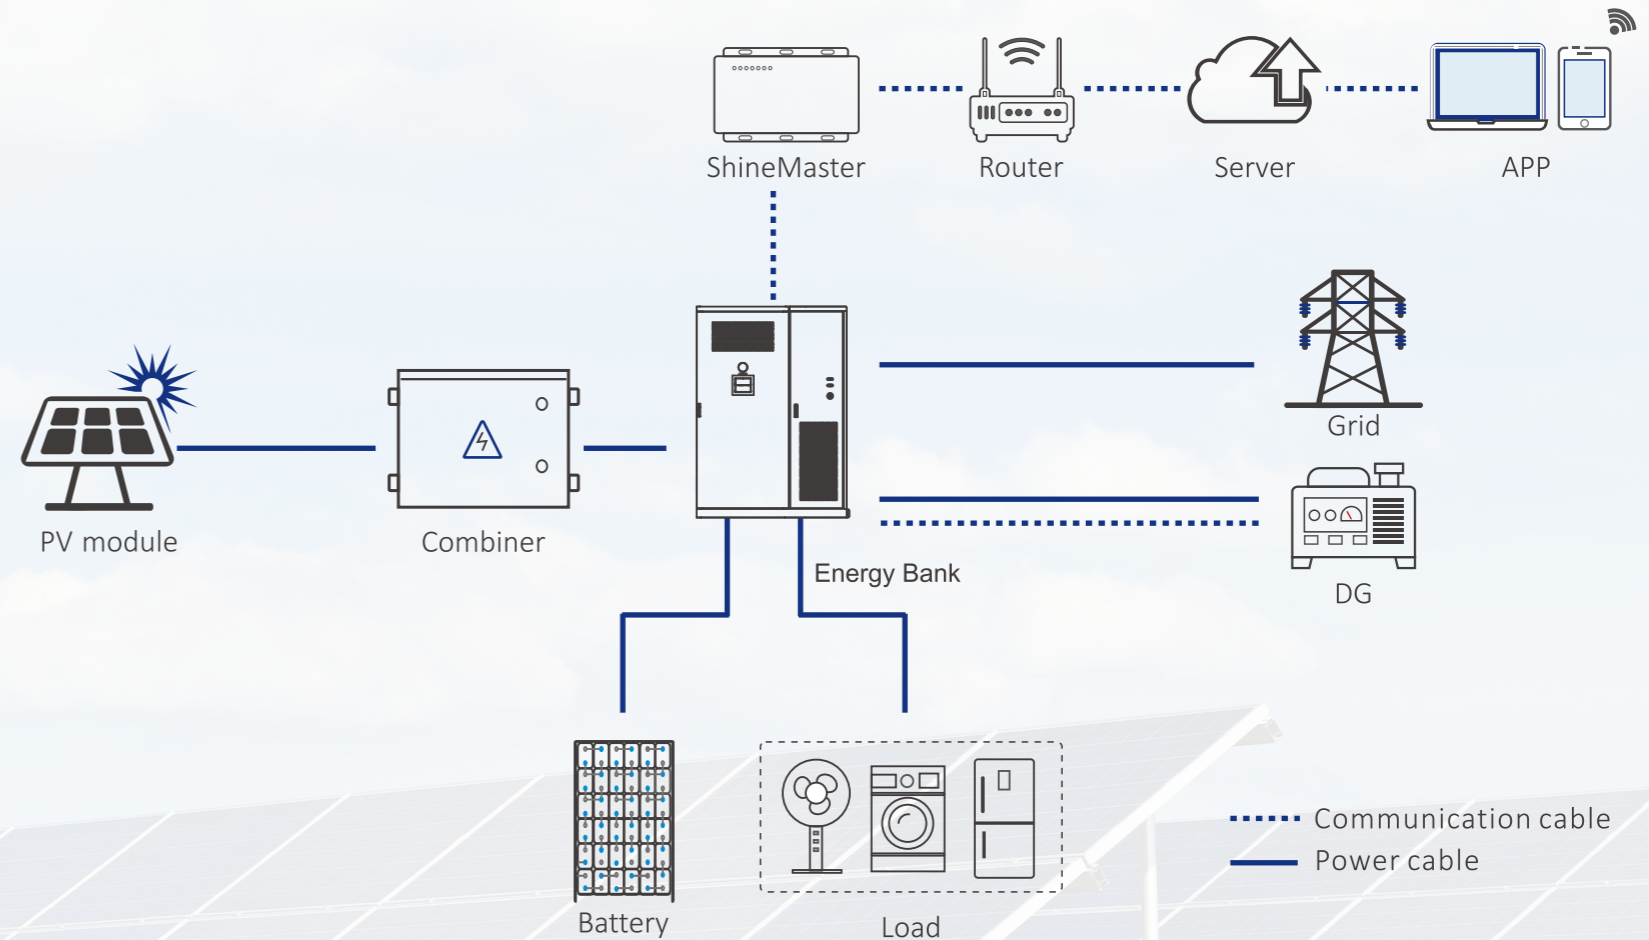 ShineMaster
Router
Server
APP
Grid
PV module
Combiner
Energy Bank
DG
Communication cable
Power cable
Battery
Load